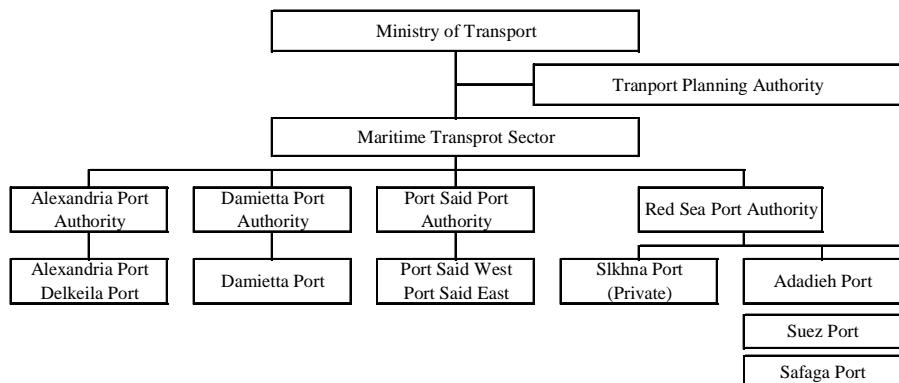 Ministry of Transport
Tranport Planning Authority
Maritime Transprot Sector
Alexandria Port
Authority
Damietta Port
Authority
Port Said Port
Authority
Red Sea Port Authority
Alexandria Port
Delkeila Port
Damietta Port
Port Said West
Port Said East
Slkhna Port
(Private)
Adadieh Port
Suez Port
Safaga Port